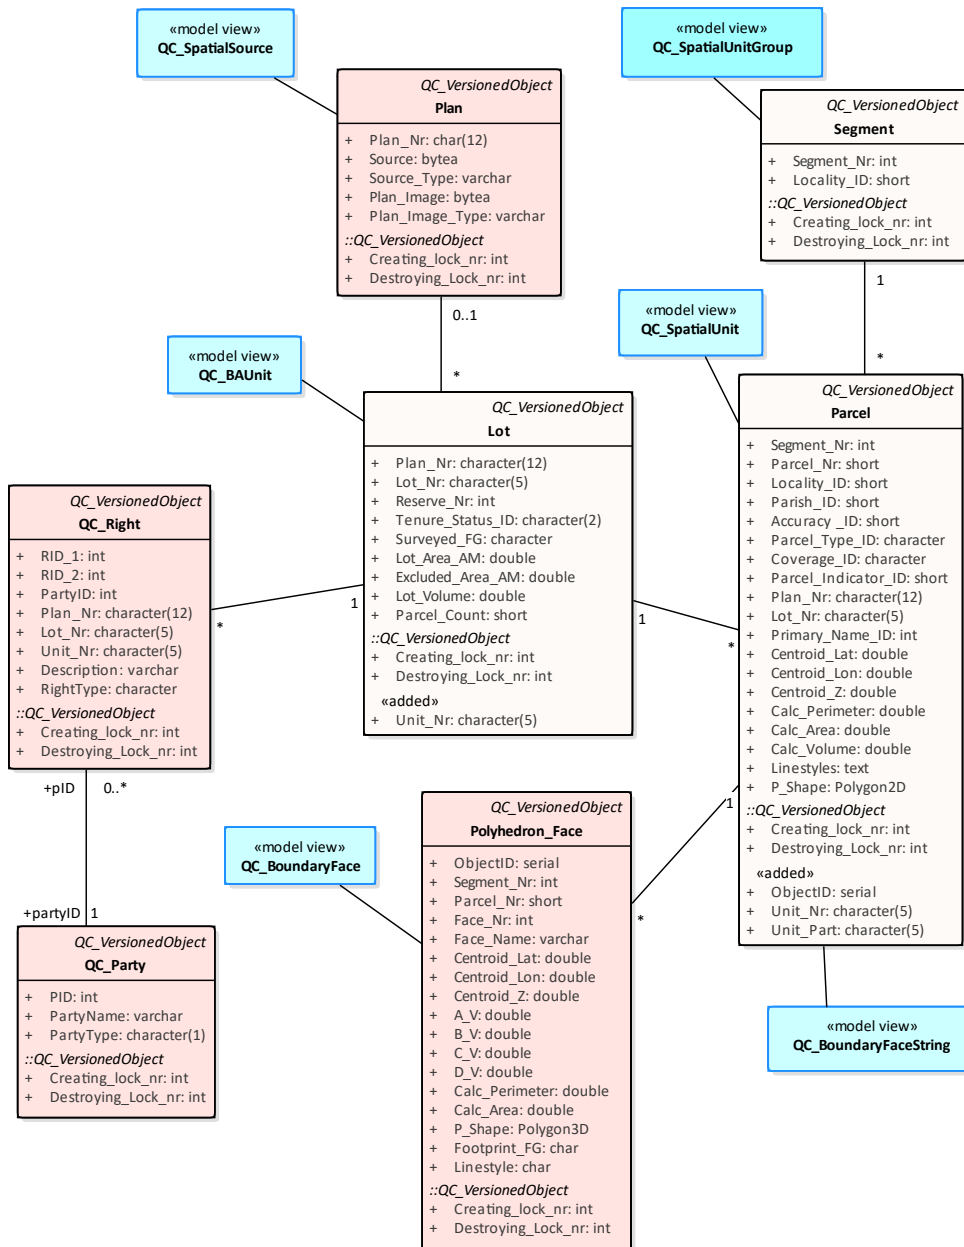 «model view»
QC_SpatialSource
«model view»
QC_SpatialUnitGroup
QC_VersionedObject
Plan
+ Plan_Nr: char(12)
+ Source: bytea
+ Source_Type: varchar
+ Plan_Image: bytea
+ Plan_Image_Type: varchar
::QC_VersionedObject
+ Creating_lock_nr: int
+ Destroying_Lock_nr: int
QC_VersionedObject
Segment
+ Segment_Nr: int
+ Locality_ID: short
::QC_VersionedObject
+ Creating_lock_nr: int
+ Destroying_Lock_nr: int
1
*
0..1
*
«model view»
QC_SpatialUnit
«model view»
QC_BAUnit
QC_VersionedObject
Lot
+ Plan_Nr: character(12)
+ Lot_Nr: character(5)
+ Reserve_Nr: int
+ Tenure_Status_ID: character(2)
+ Surveyed_FG: character
+ Lot_Area_AM: double
+ Excluded_Area_AM: double
+ Lot_Volume: double
+ Parcel_Count: short
::QC_VersionedObject
+ Creating_lock_nr: int
+ Destroying_Lock_nr: int
«added»
+ Unit_Nr: character(5)
QC_VersionedObject
Parcel
+ Segment_Nr: int
+ Parcel_Nr: short
+ Locality_ID: short
+ Parish_ID: short
+ Accuracy _ID: short
+ Parcel_Type_ID: character
+ Coverage_ID: character
+ Parcel_Indicator_ID: short
+ Plan_Nr: character(12)
+ Lot_Nr: character(5)
+ Primary_Name_ID: int
+ Centroid_Lat: double
+ Centroid_Lon: double
+ Centroid_Z: double
+ Calc_Perimeter: double
+ Calc_Area: double
+ Calc_Volume: double
+ Linestyles: text
+ P_Shape: Polygon2D
::QC_VersionedObject
+ Creating_lock_nr: int
+ Destroying_Lock_nr: int
«added»
+ ObjectID: serial
+ Unit_Nr: character(5)
+ Unit_Part: character(5)
QC_VersionedObject
QC_Right
+ RID_1: int
+ RID_2: int
+ PartyID: int
+ Plan_Nr: character(12)
+ Lot_Nr: character(5)
+ Unit_Nr: character(5)
+ Description: varchar
+ RightType: character
::QC_VersionedObject
+ Creating_lock_nr: int
+ Destroying_Lock_nr: int
1
*
1
*
+pID 0..*
+partyID 1
1
*
QC_VersionedObject
QC_Party
+ PID: int
+ PartyName: varchar
+ PartyType: character(1)
::QC_VersionedObject
+ Creating_lock_nr: int
+ Destroying_Lock_nr: int
«model view»
QC_BoundaryFace
QC_VersionedObject
Polyhedron_Face
+ ObjectID: serial
+ Segment_Nr: int
+ Parcel_Nr: short
+ Face_Nr: int
+ Face_Name: varchar
+ Centroid_Lat: double
+ Centroid_Lon: double
+ Centroid_Z: double
+ A_V: double
+ B_V: double
+ C_V: double
+ D_V: double
+ Calc_Perimeter: double
+ Calc_Area: double
+ P_Shape: Polygon3D
+ Footprint_FG: char
+ Linestyle: char
::QC_VersionedObject
+ Creating_lock_nr: int
+ Destroying_Lock_nr: int
«model view»
QC_BoundaryFaceString